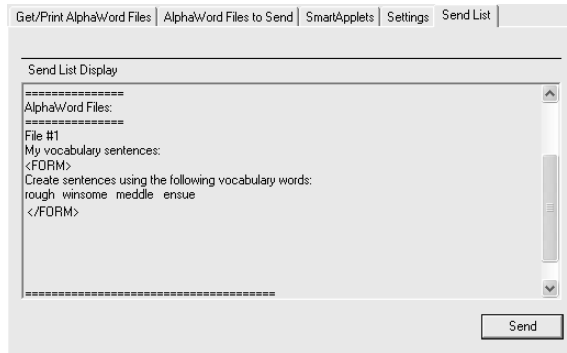 Get/Print AlphaWord Files AlphaWord Files to Send SmartApplets Settings Send List
Send List Display
===============
AlphaWord Files:
===============
File #1
My vocabulary sentences:
<FORM>
Create sentences using the following vocabulary words:
rough winsome meddle ensue
</FORM>
======================================
Send